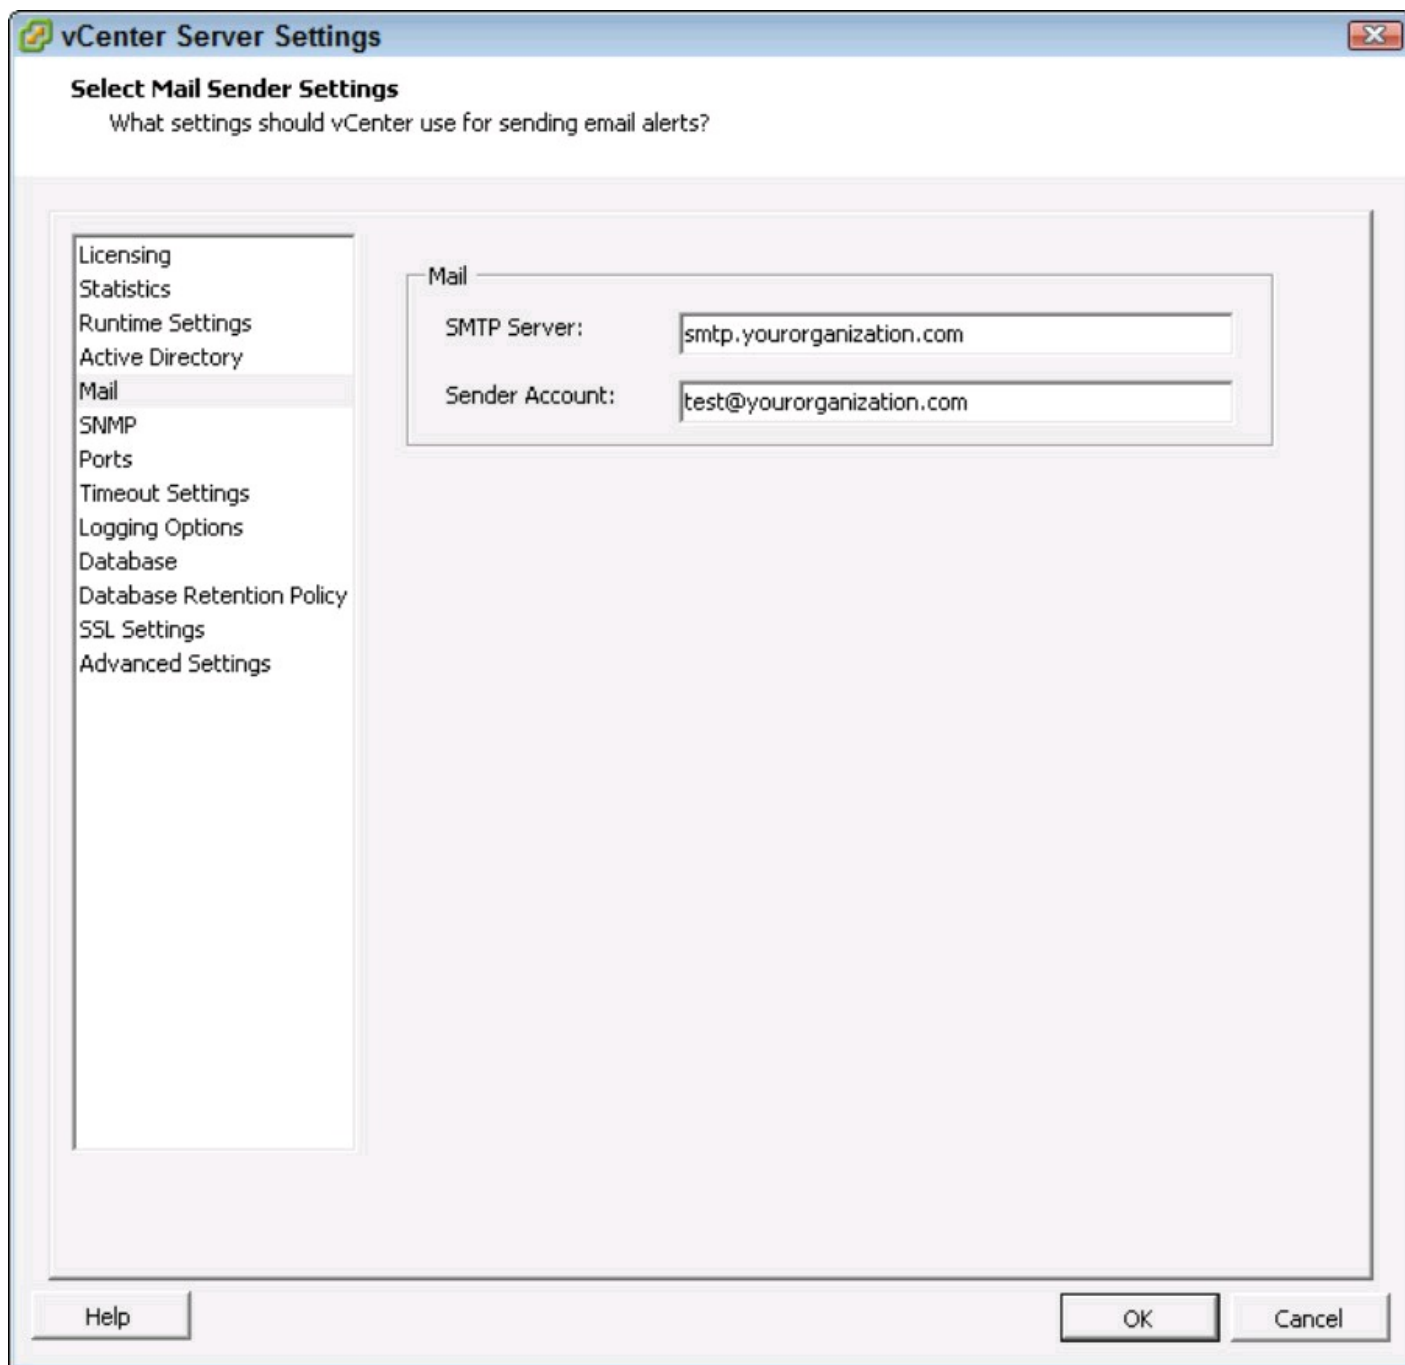 vCenter Server Settings
Select Mail Sender Settings
What settings should vCenter use for sending email alerts?
Licensing
Statistics
Runtime Settings
Active Directory
Mail
SNMP
Ports
Timeout Settings
Logging Options
Database
Database Retention Policy
SSL Settings
Advanced Settings
Mail
SMTP Server: smtp.yourorganization.com
Sender Account: test@yourorganization.com
Help OK Cancel